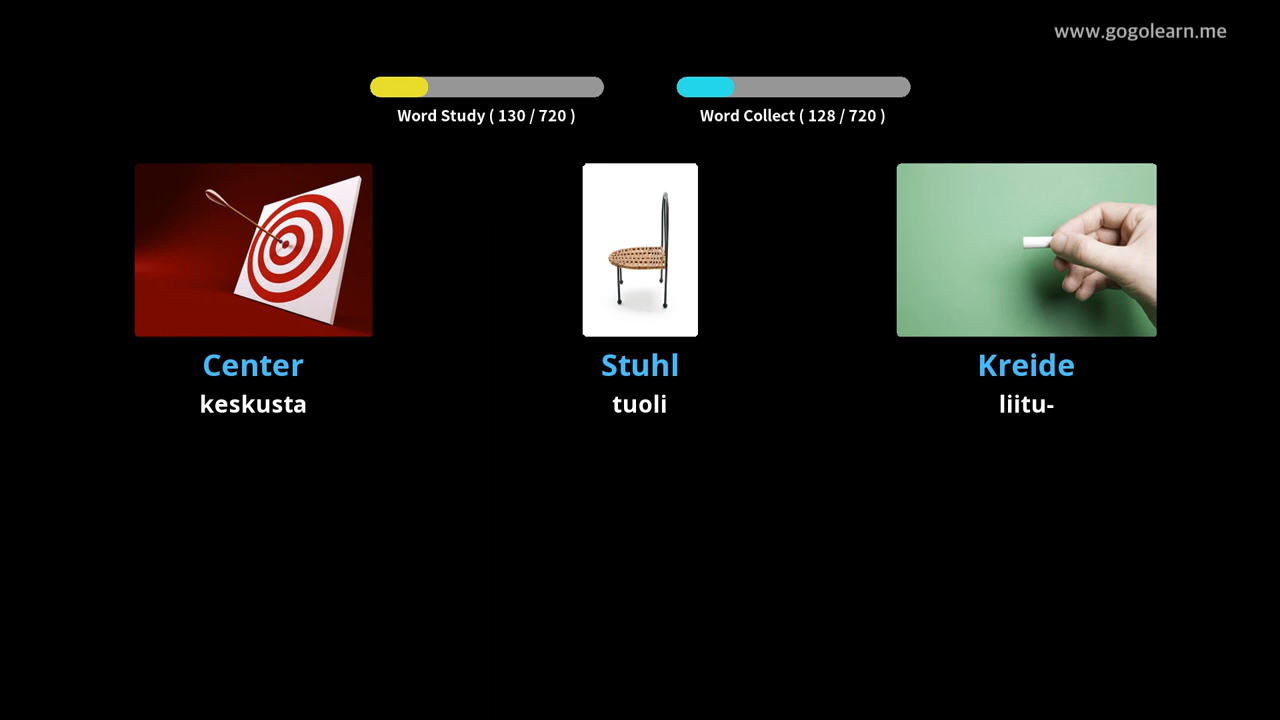 www.gogolearn.me
Word Study ( 130 / 720 )
Word Collect ( 128 / 720 )
Center
Stuhl
Kreide
keskusta
tuoli
liitu-